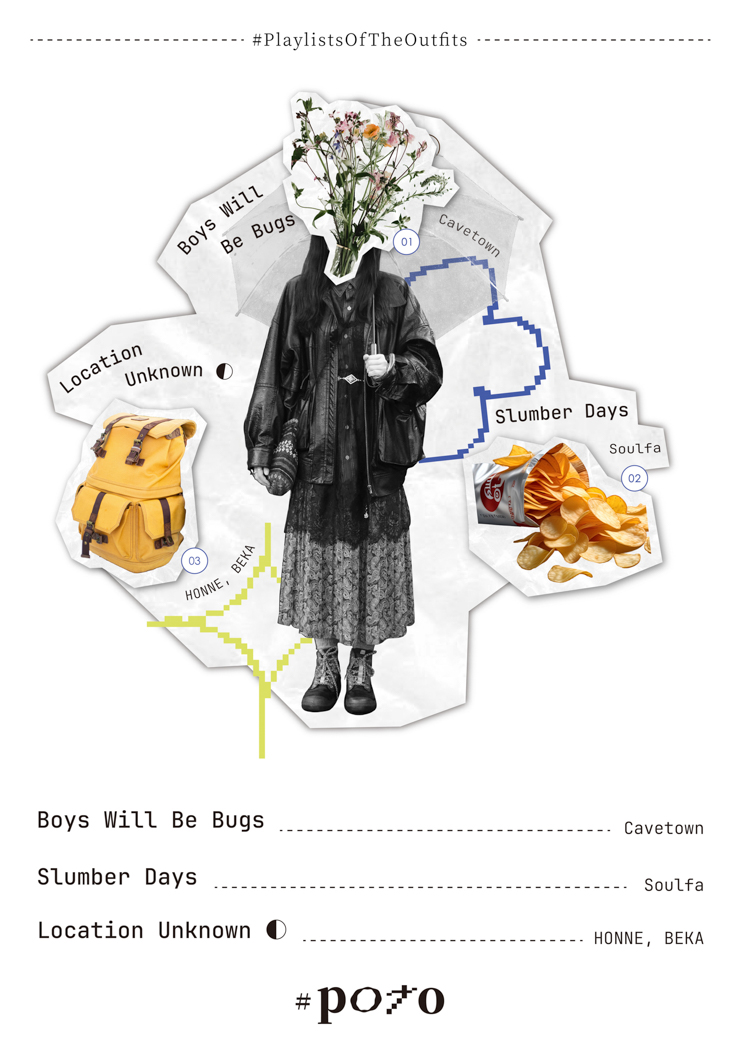 #PlaylistsOfTheOutfits
Boys Will
Be Bugs
01
Cavetown
Location
Unknown ◐
Slumber Days
Soulfa
02
03
HONNE, BEKA
Boys Will Be Bugs
Cavetown
Slumber Days
Soulfa
Location Unknown ◐
HONNE, BEKA